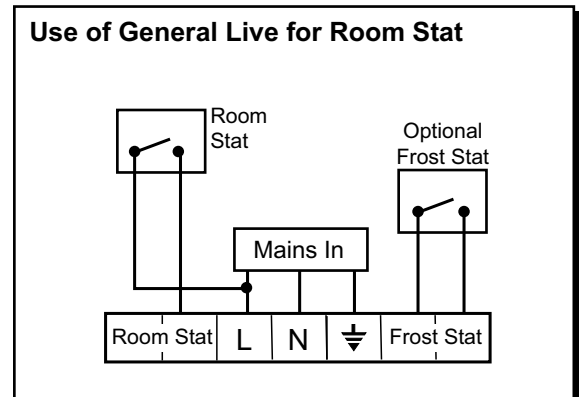 Use of General Live for Room Stat
Room
Stat
Optional
Frost Stat
Mains In
Room Stat L N Frost Stat